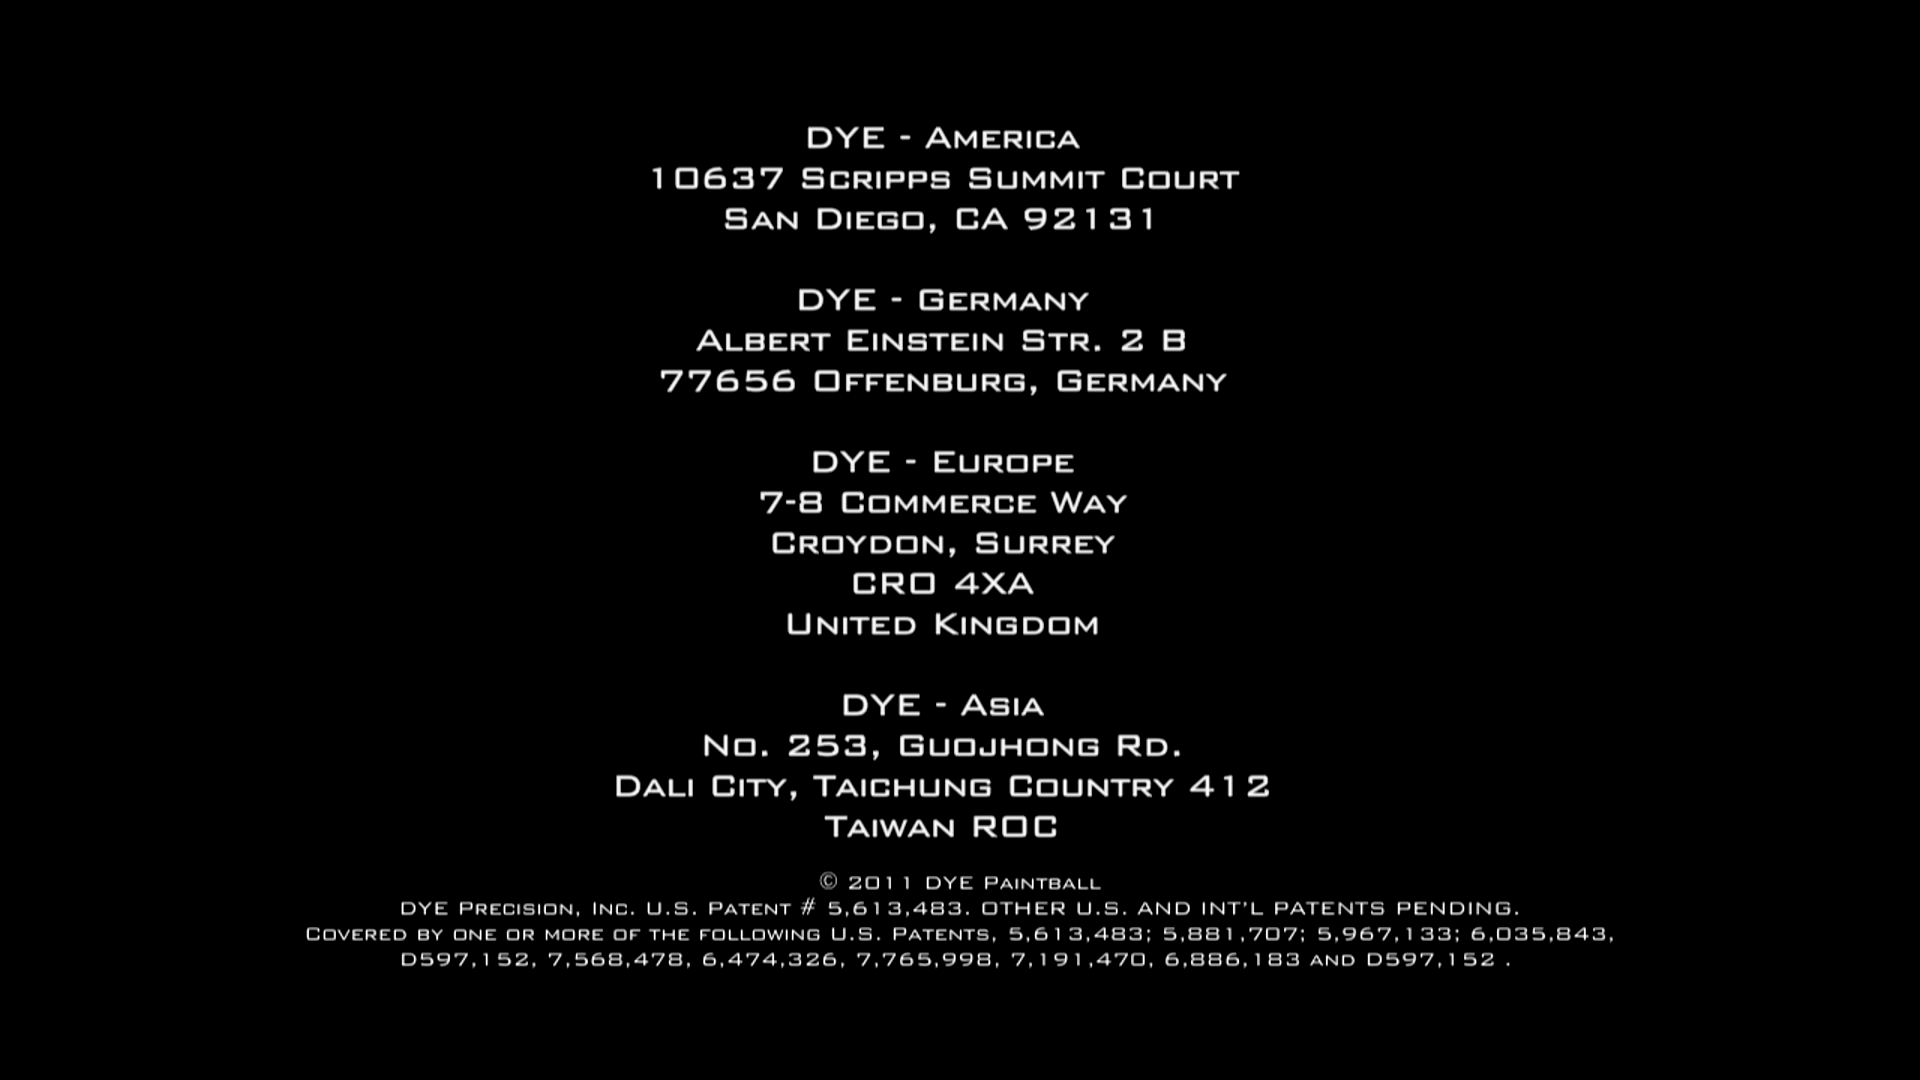 DYE - America
10637 Scripps Summit Court
San Diego, CA 92131
DYE - Germany
Albert Einstein Str. 2 B
77656 Offenburg, Germany
DYE - Europe
7-8 Commerce Way
Croydon, Surrey
CRO 4XA
United Kingdom
DYE - Asia
No. 253, Guojhong Rd.
Dali City, Taichung Country 412
Taiwan ROC
© 2011 DYE Paintball
DYE Precision, Inc. U.S. Patent # 5,613,483. OTHER U.S. AND INT'L PATENTS PENDING.
Covered by one or more of the following U.S. Patents, 5,613,483; 5,881,707; 5,967,133; 6,035,843,
D597,152, 7,568,478, 6,474,326, 7,765,998, 7,191,470, 6,886,183 and D597,152 .